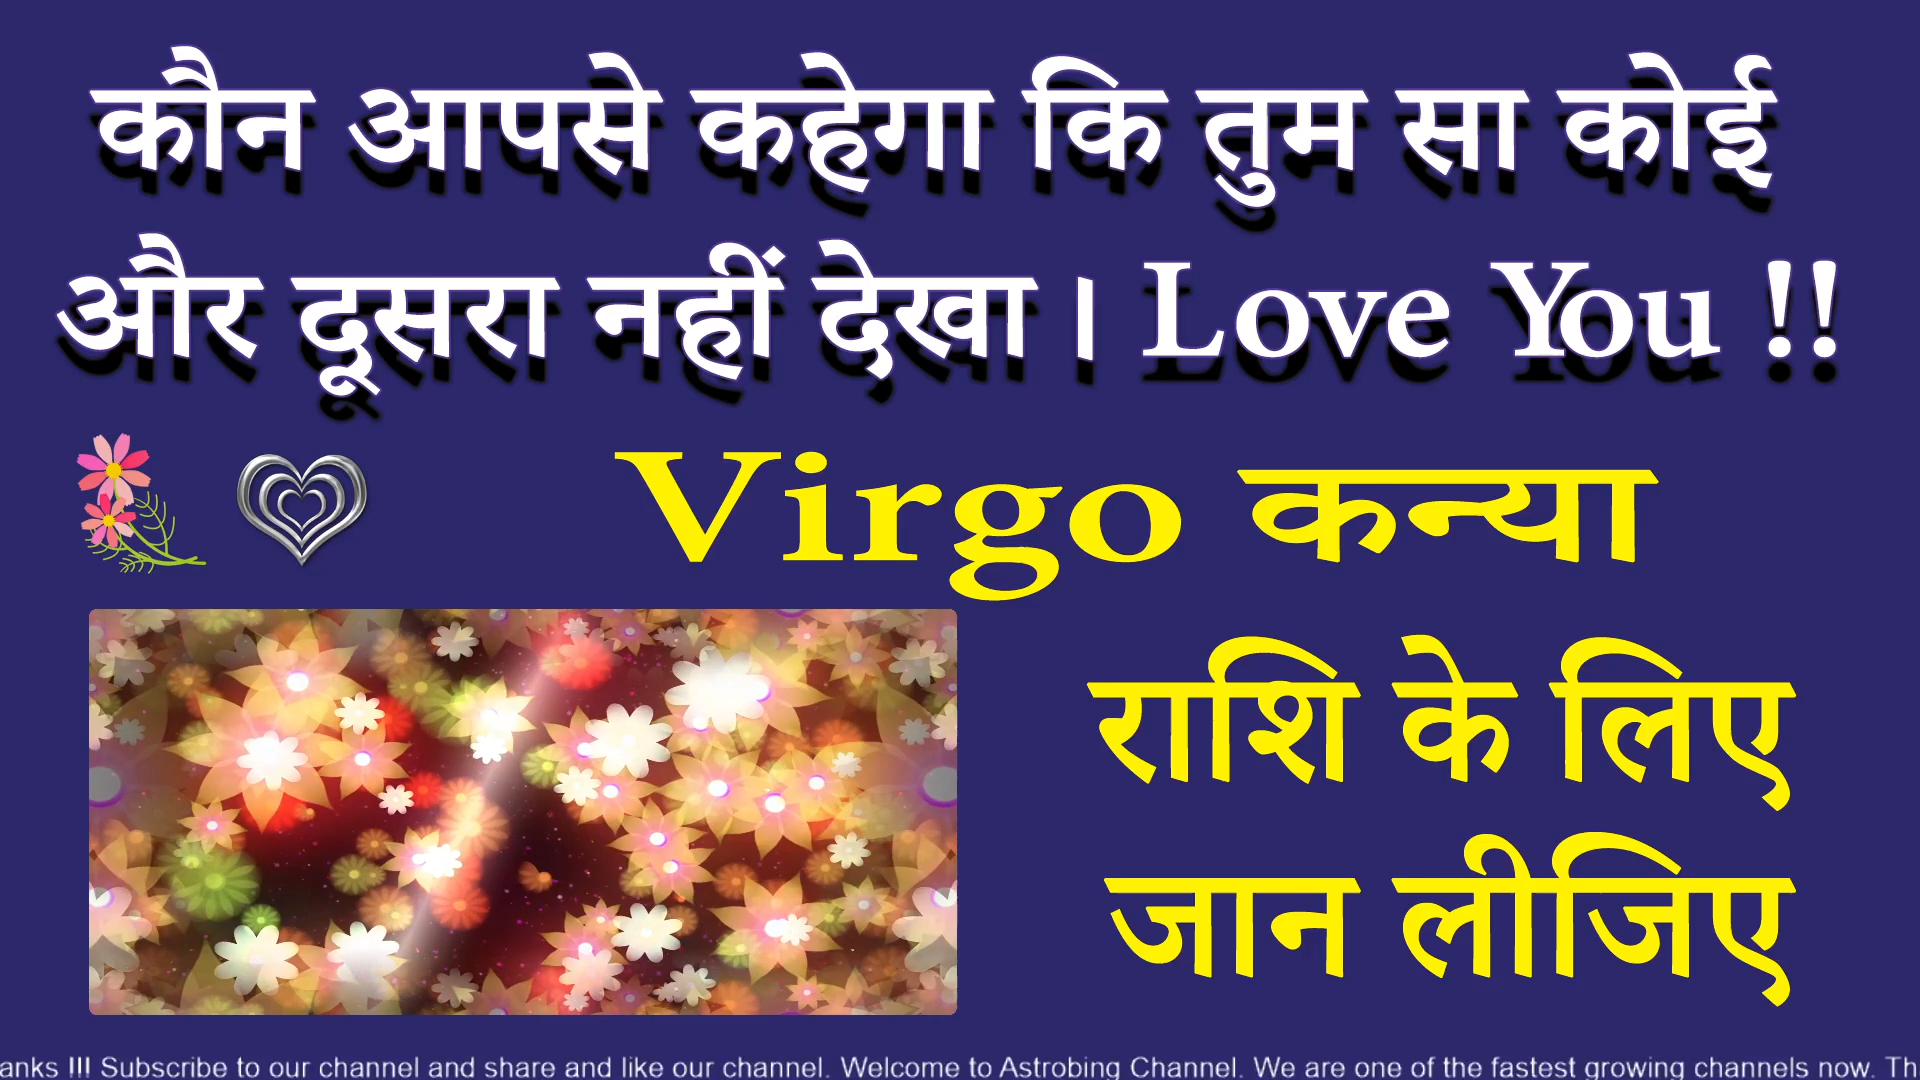 कौन आपसे कहेगा कि तुम सा कोई
और दूसरा नहीं देखा । Love You !!
Virgo कन्या
राशि के लिए
जान लीजिए
anks !!! Subscribe to our channel and share and like our channel. Welcome to Astrobing Channel. We are one of the fastest growing channels now. Th